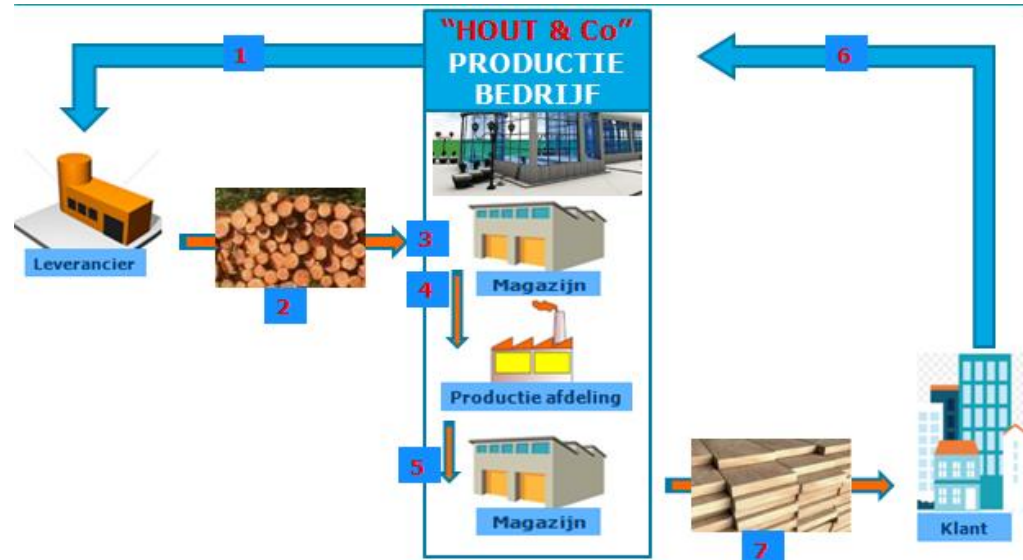 "HOUT & Co"
PRODUCTIE
BEDRIJF
1
6
Leverancier
2
3
Magazijn
4
Productie afdeling
5
Magazijn
7
Klant